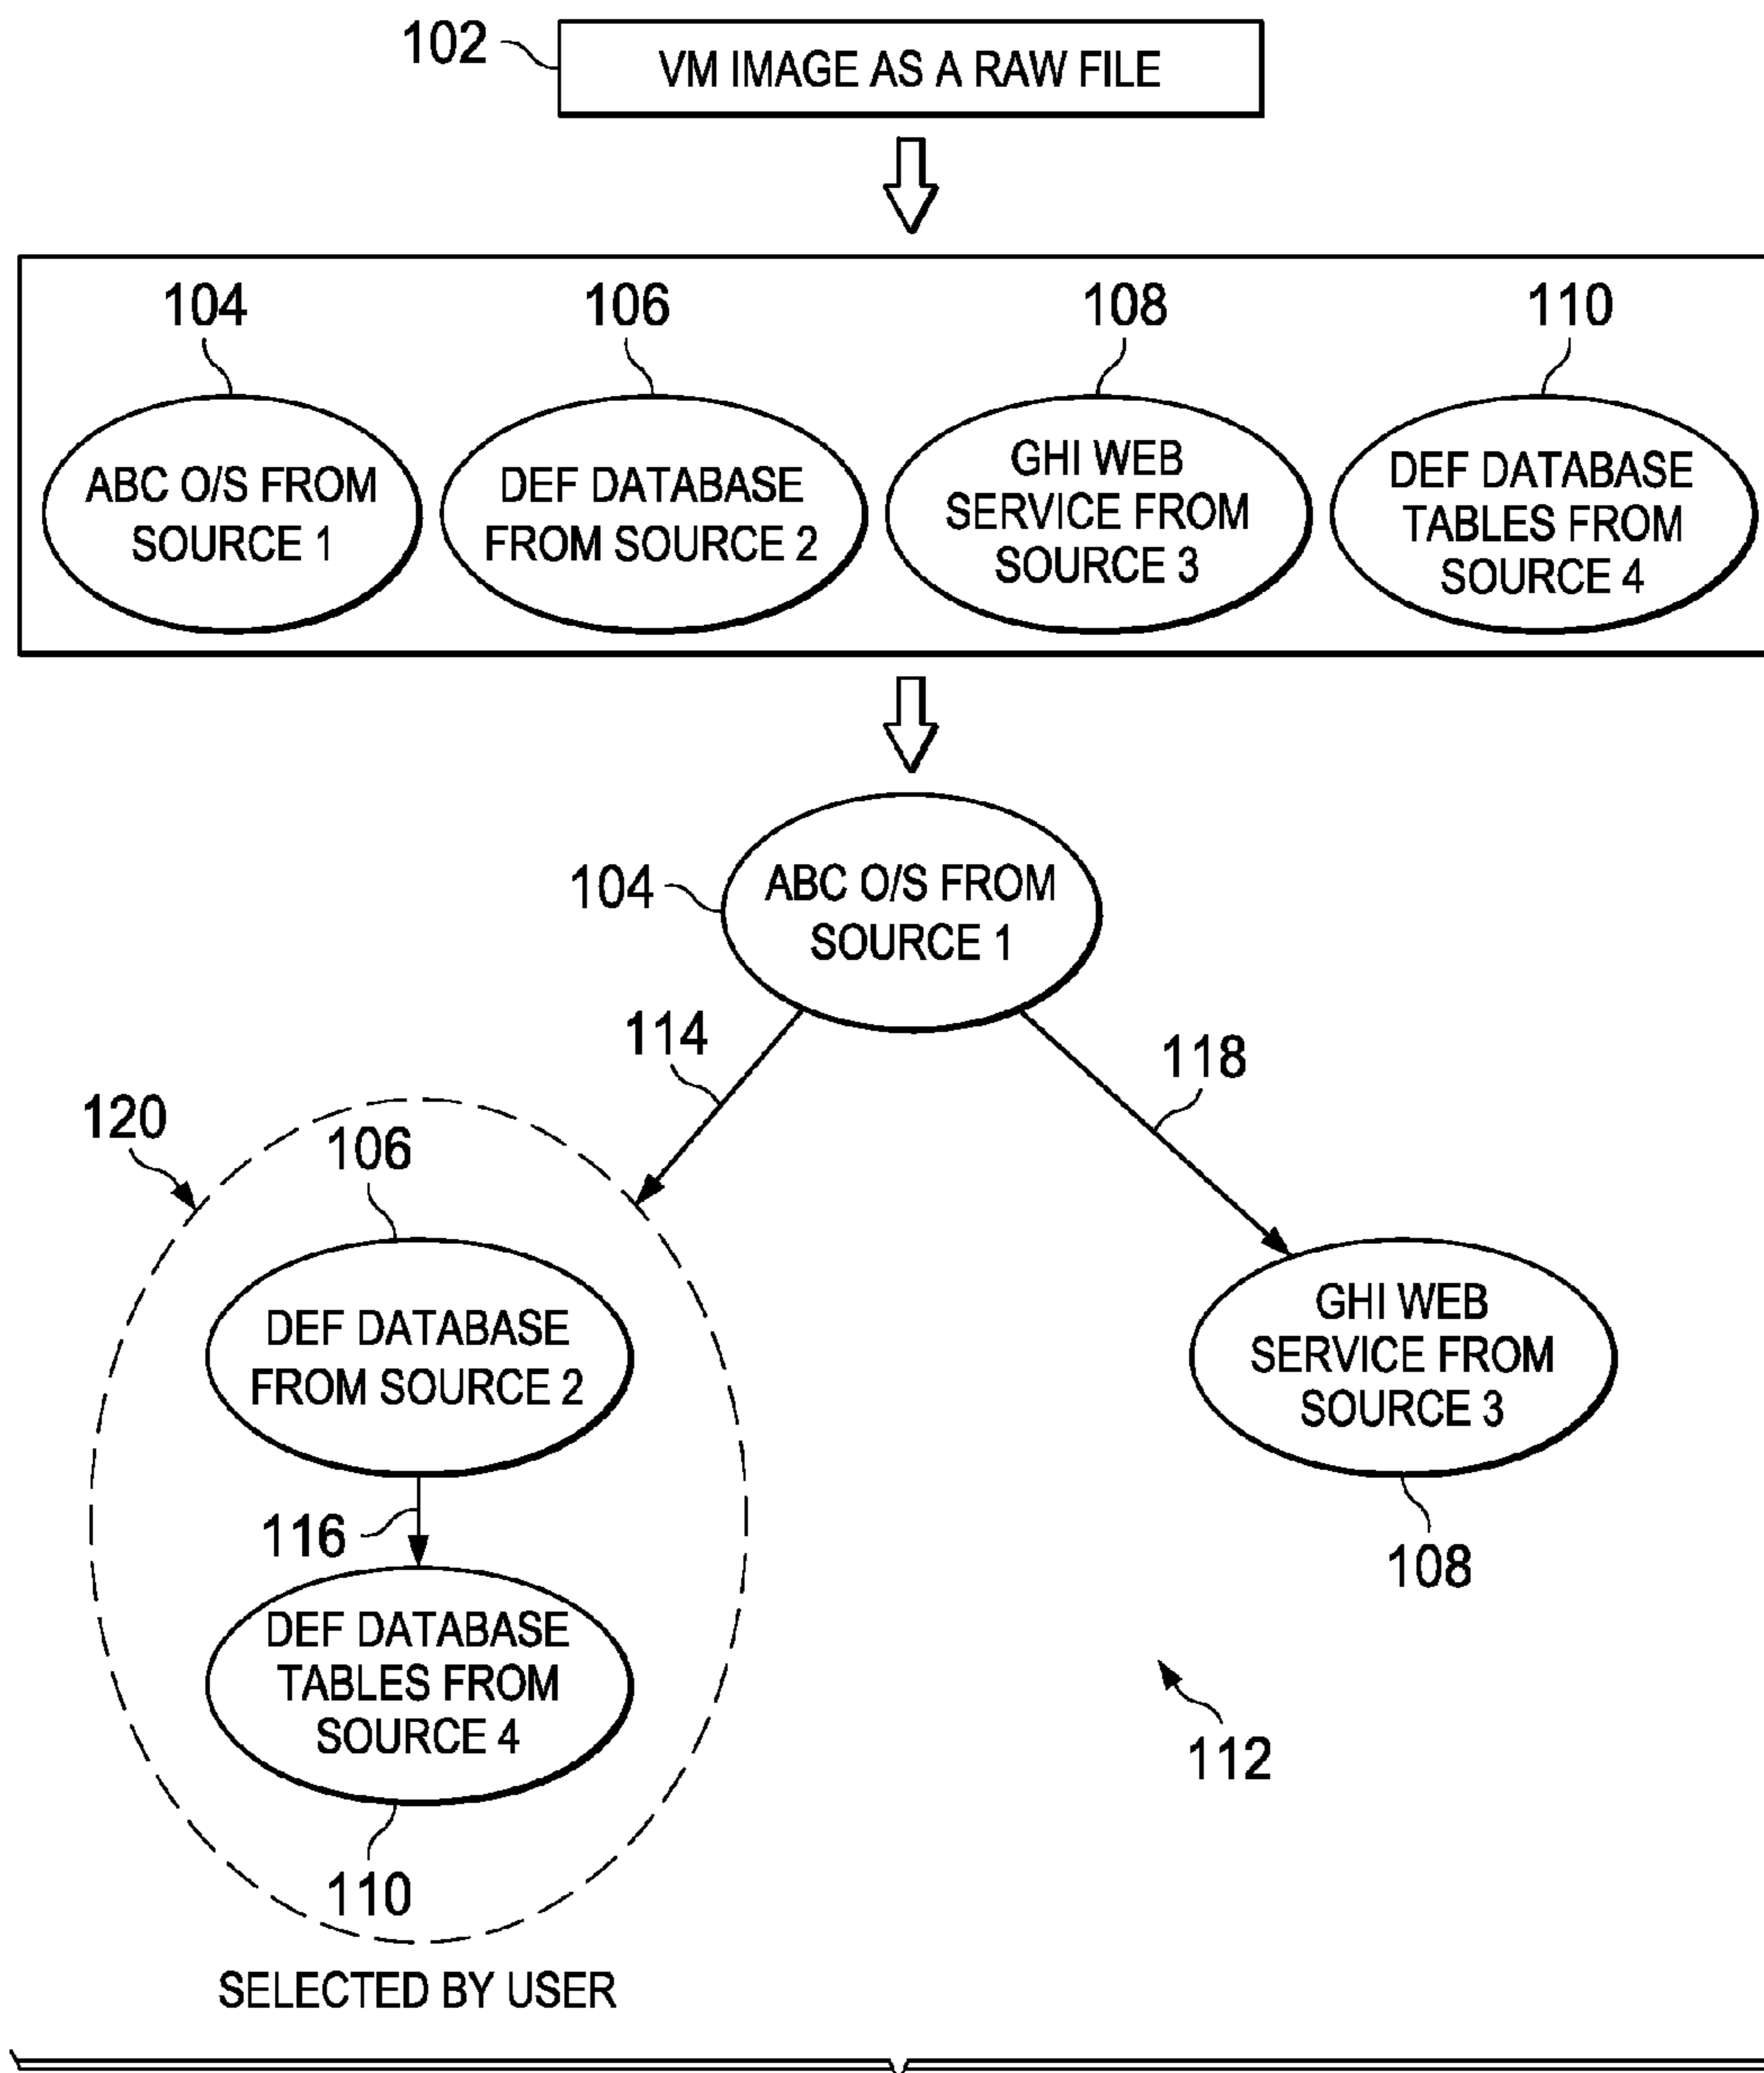 102
VM IMAGE AS A RAW FILE
104
106
108
110
ABC O/S FROM
SOURCE 1
DEF DATABASE
FROM SOURCE 2
GHI WEB
SERVICE FROM
SOURCE 3
DEF DATABASE
TABLES FROM
SOURCE 4
104
ABC O/S FROM
SOURCE 1
114
118
120
106
DEF DATABASE
FROM SOURCE 2
GHI WEB
SERVICE FROM
SOURCE 3
116
108
DEF DATABASE
TABLES FROM
SOURCE 4
112
110
SELECTED BY USER